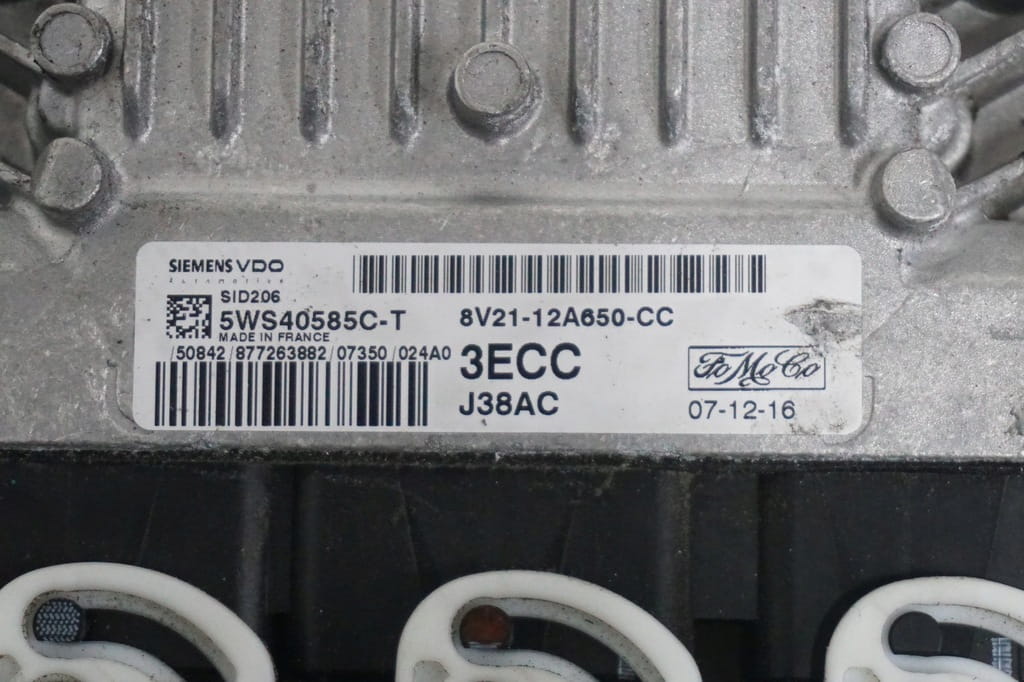 SIEMENS VDO
Automotive
SID206
5WS40585C-T
MADE IN FRANCE
/50842/877263882/07350/024A0
8V21-12A650-CC
3ECC
J38AC
FoMoCo
07-12-16